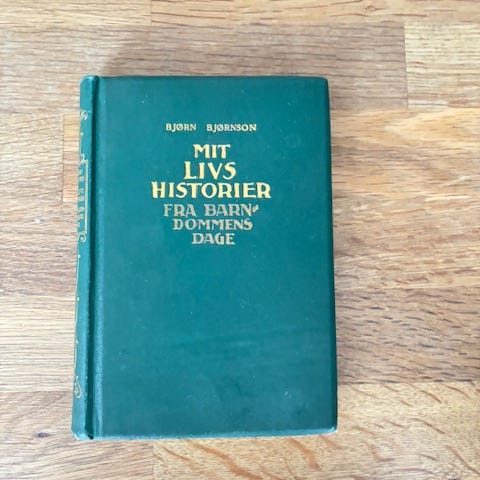 BJØRN BJØRNSON
MIT
LIVS
HISTORIER
FRA BARN-
DOMMENS
DAGE